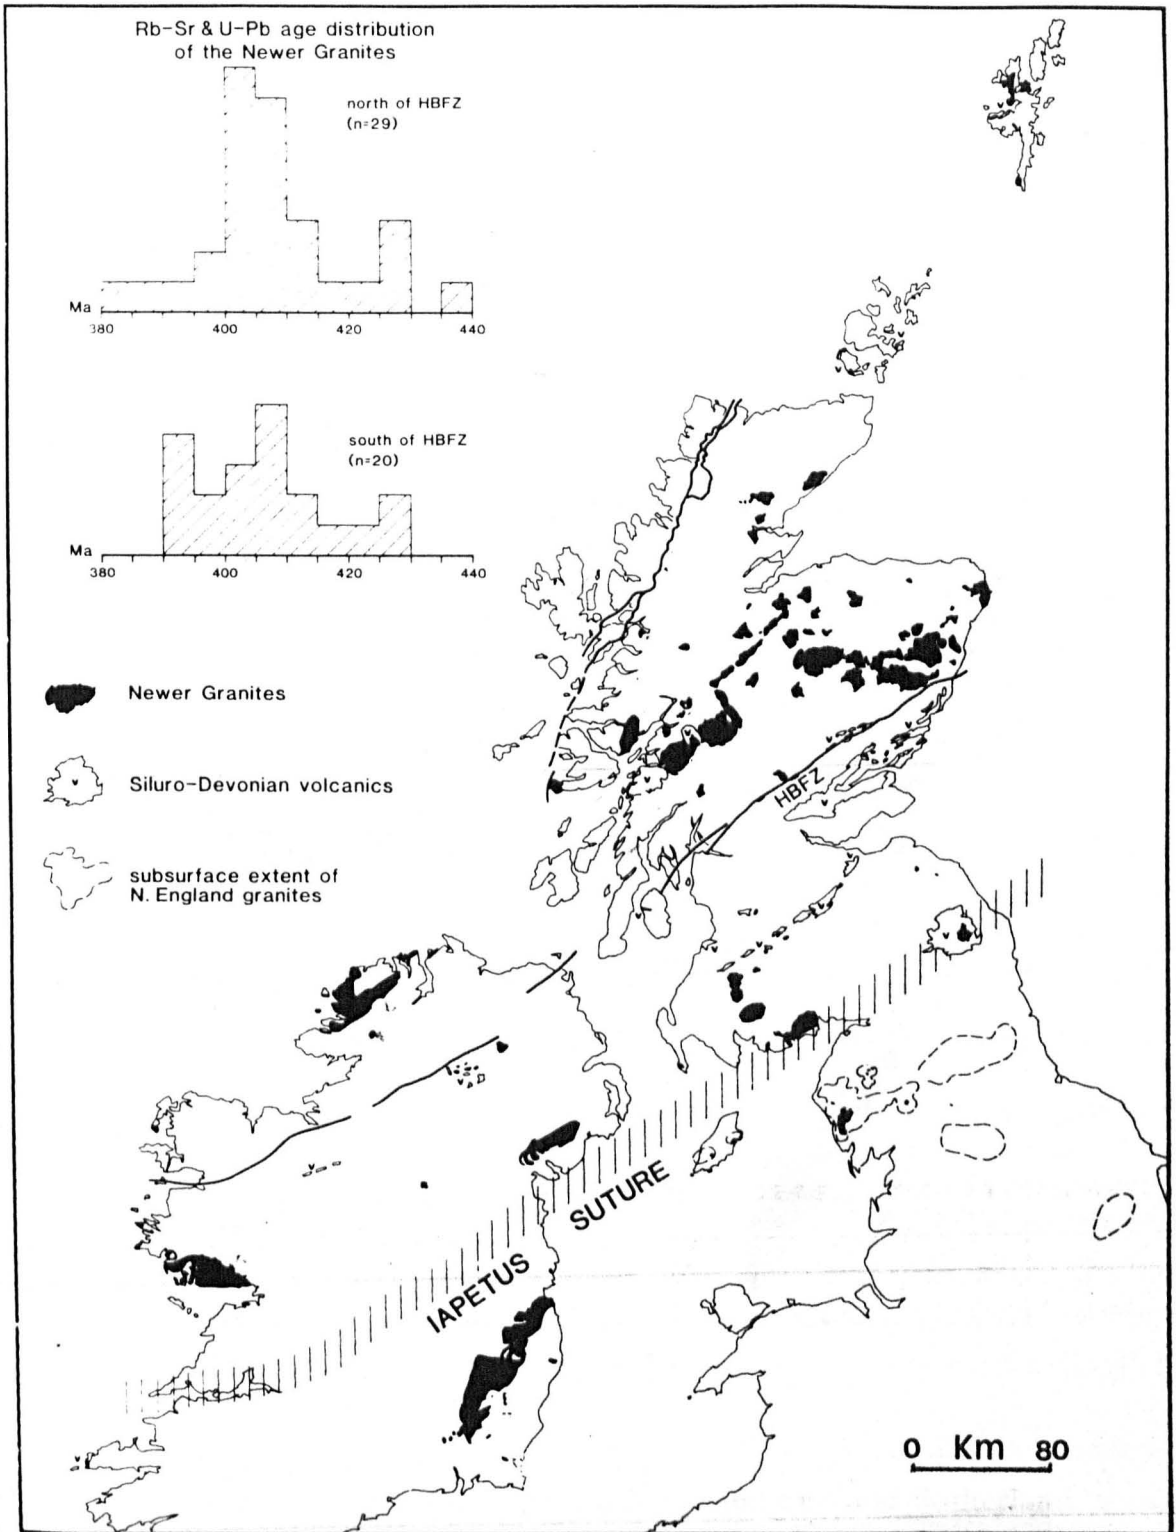 Rb-Sr & U-Pb age distribution
of the Newer Granites
north of HBFZ
(n=29)
Ma
380 400 420 440
south of HBFZ
(n=20)
Ma
380 400 420 440
Newer Granites
v
Siluro-Devonian volcanics
subsurface extent of
N. England granites
HBFZ
IAPETUS SUTURE
0 Km 80